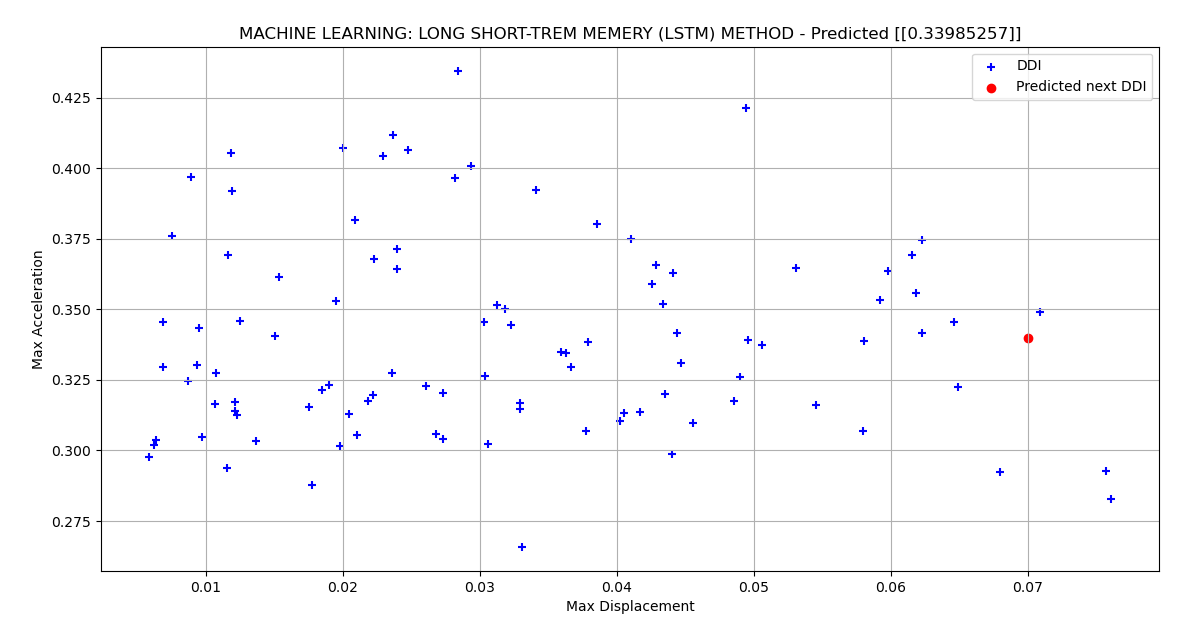 MACHINE LEARNING: LONG SHORT-TREM MEMERY (LSTM) METHOD - Predicted [[0.33985257]]
DDI
Predicted next DDI
Max Acceleration
0.425
0.400
0.375
0.350
0.325
0.300
0.275
0.01 0.02 0.03 0.04 0.05 0.06 0.07
Max Displacement